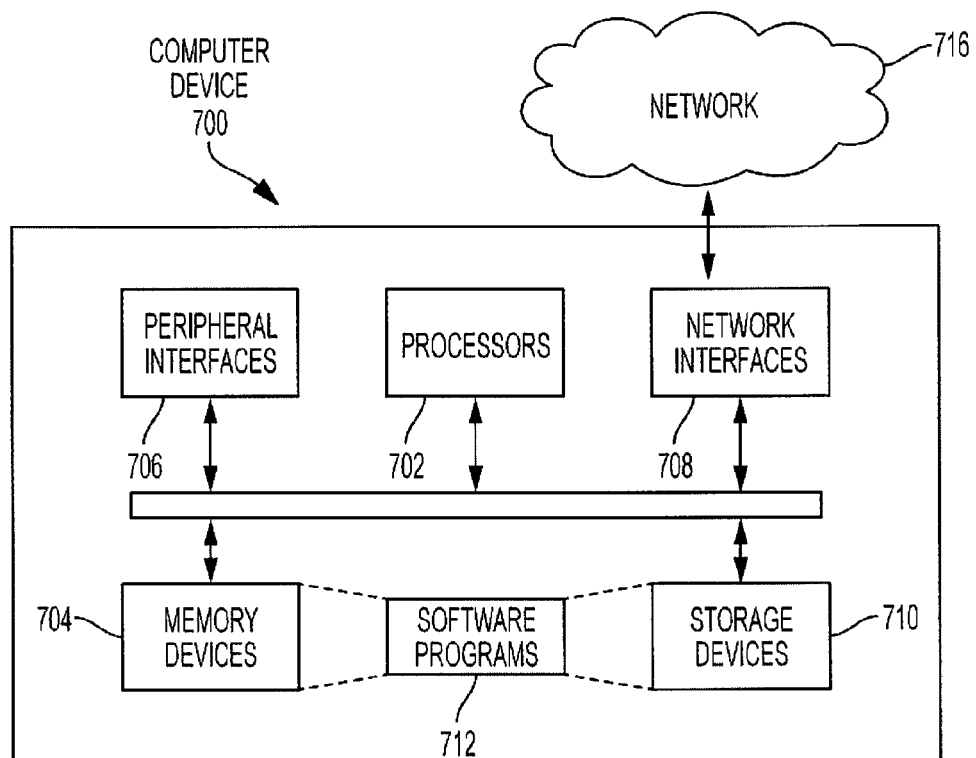 COMPUTER
DEVICE
700
716
NETWORK
PERIPHERAL
INTERFACES
PROCESSORS
NETWORK
INTERFACES
706
702
708
704
MEMORY
DEVICES
SOFTWARE
PROGRAMS
STORAGE
DEVICES
710
712